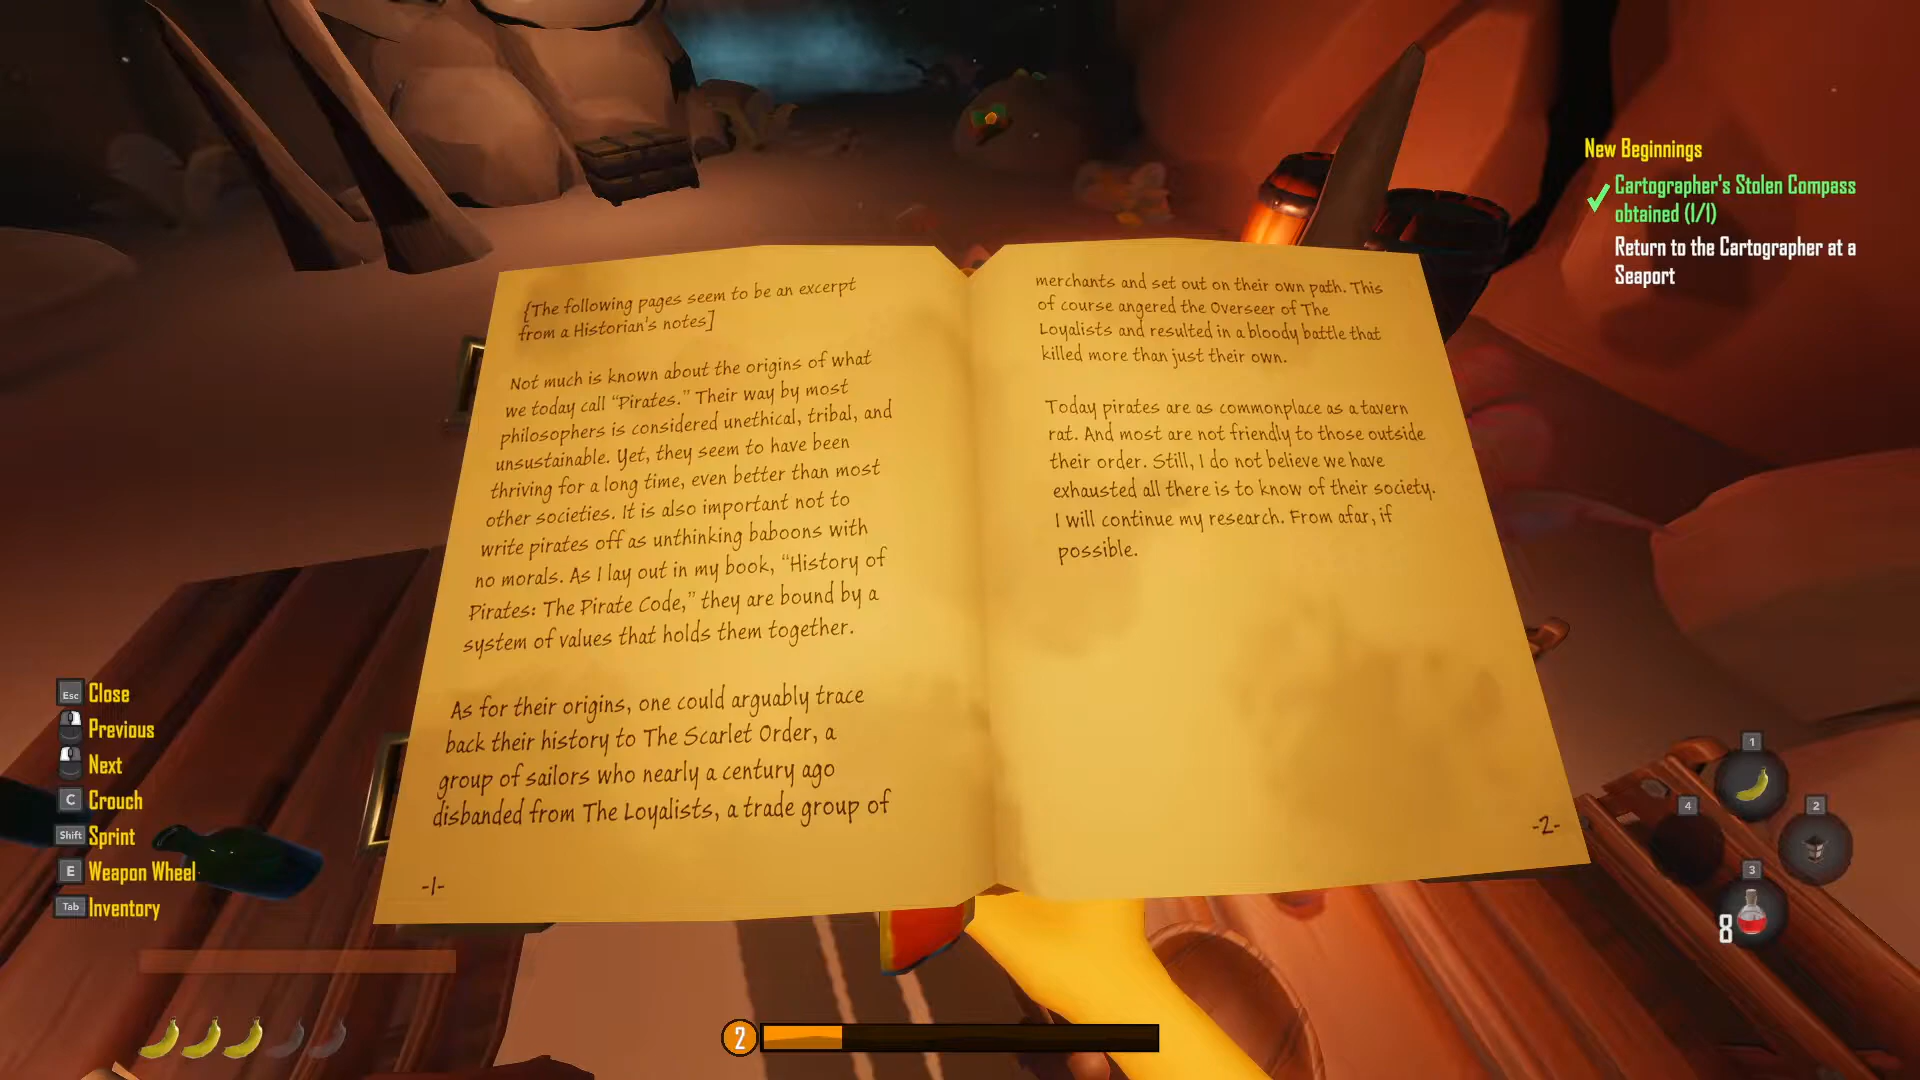 {The following pages seem to be an excerpt
from a Historian's notes]
Not much is known about the origins of what
we today call "Pirates." Their way by most
philosophers is considered unethical, tribal, and
unsustainable. Yet, they seem to have been
thriving for a long time, even better than most
other societies. It is also important not to
write pirates off as unthinking baboons with
no morals. As I lay out in my book, "History of
Pirates: The Pirate Code," they are bound by a
system of values that holds them together.
As for their origins, one could arguably trace
back their history to The Scarlet Order, a
group of sailors who nearly a century ago
disbanded from The Loyalists, a trade group of
-1-
merchants and set out on their own path. This
of course angered the Overseer of The
Loyalists and resulted in a bloody battle that
killed more than just their own.
Today pirates are as commonplace as a tavern
rat. And most are not friendly to those outside
their order. Still, I do not believe we have
exhausted all there is to know of their society.
I will continue my research. From afar, if
possible.
-2-
New Beginnings
Cartographer's Stolen Compass
obtained (1/1)
Return to the Cartographer at a
Seaport
Esc Close
Previous
Next
C Crouch
Shift Sprint
E Weapon Wheel
Tab Inventory
1
4
2
3
8
2